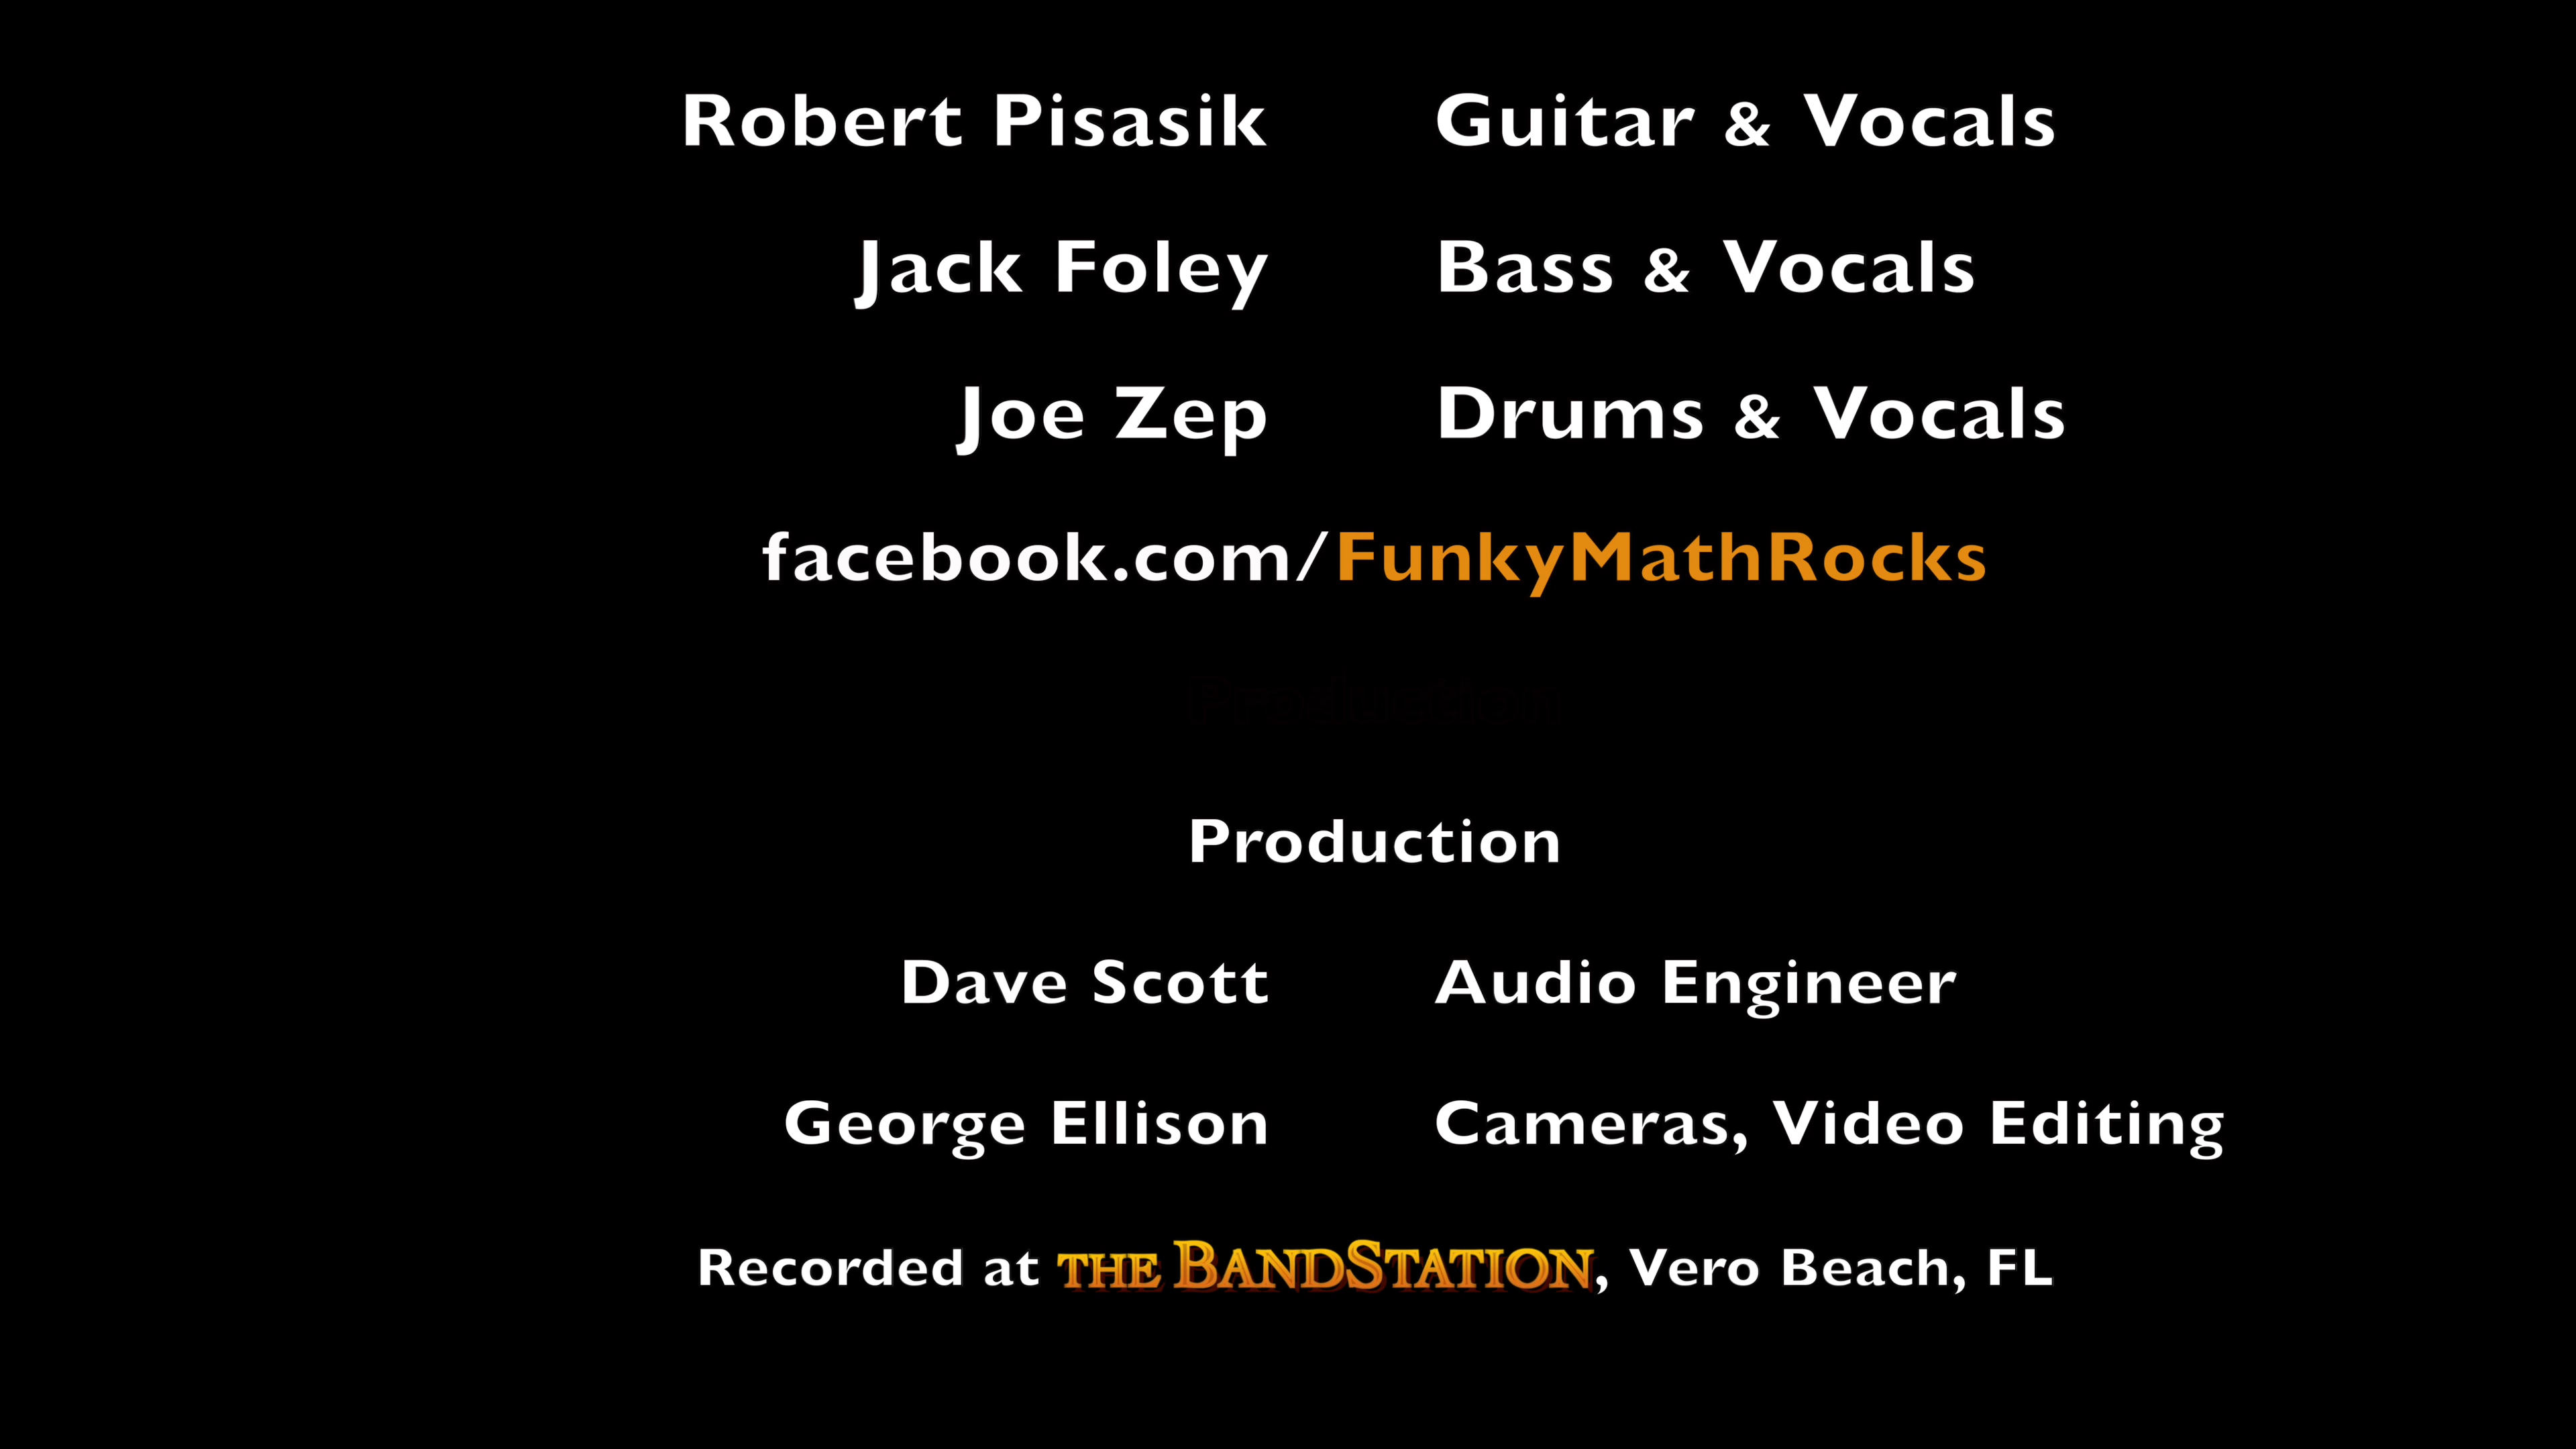 Robert Pisasik Guitar & Vocals
Jack Foley Bass & Vocals
Joe Zep Drums & Vocals
facebook.com/FunkyMathRocks
Production
Production
Dave Scott Audio Engineer
George Ellison Cameras, Video Editing
Recorded at THE BANDSTATION, Vero Beach, FL